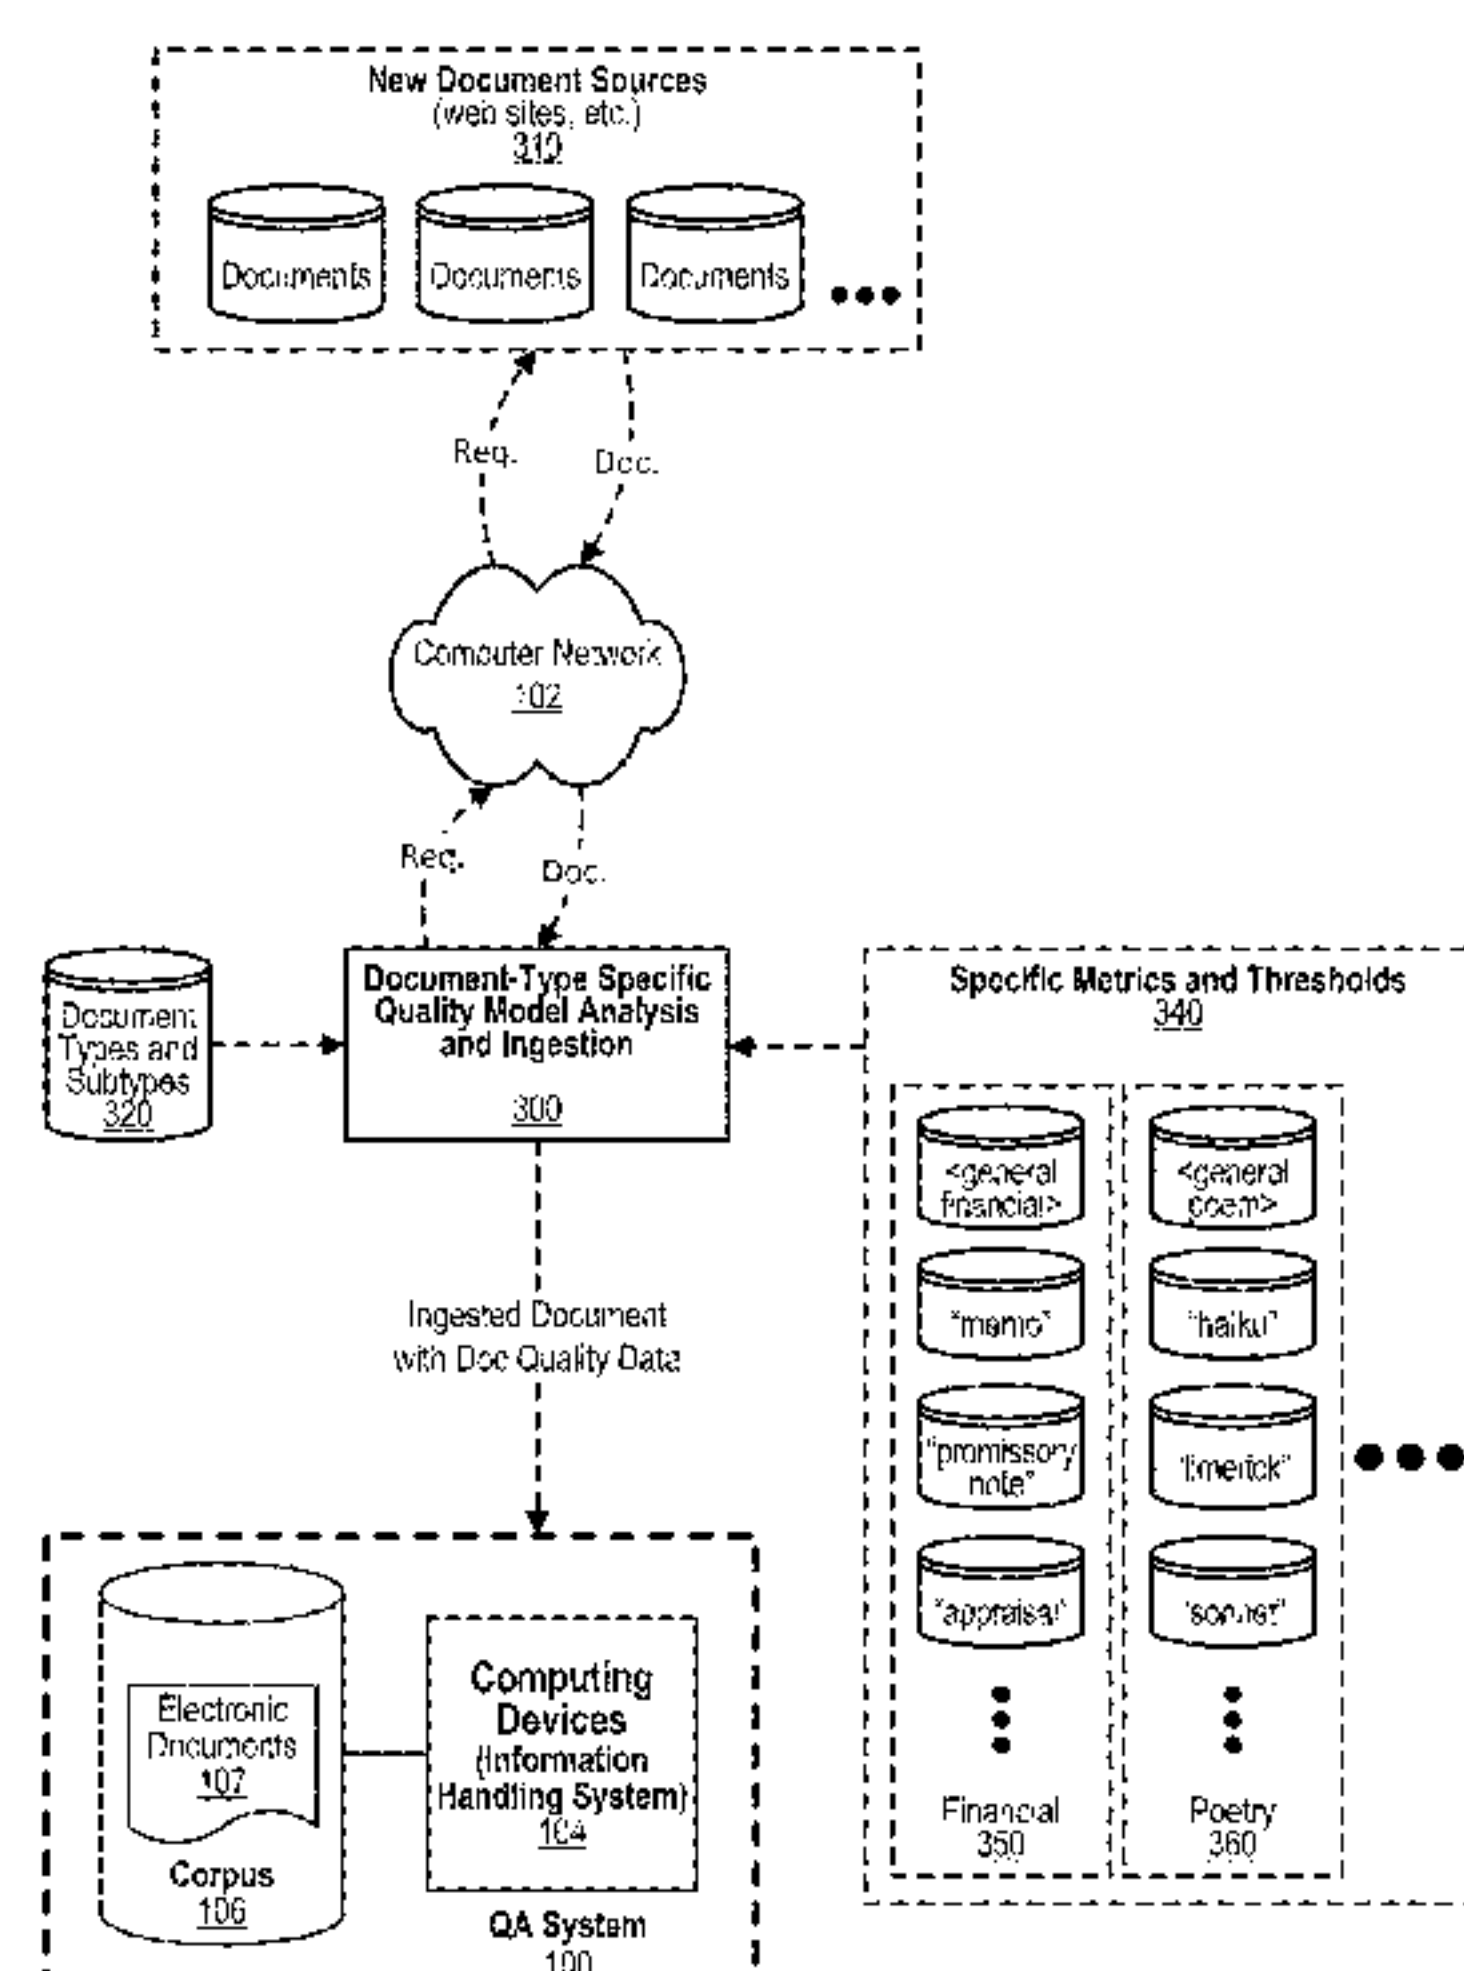 New Document Sources
(web sites, etc.)
310
Documents
Documents
Documents
Req.
Doc.
Computer Network
102
Req.
Doc.
Document
Types and
Subtypes
320
Document-Type Specific
Quality Model Analysis
and Ingestion
300
Specific Metrics and Thresholds
340
<general
financial>
"memo"
"promissory
note"
"appraisal"
Financial
350
<general
poem>
"haiku"
"limerick"
"sonnet"
Poetry
360
Ingested Document
with Doc Quality Data
Electronic
Documents
107
Corpus
106
Computing
Devices
(Information
Handling System)
104
QA System
100